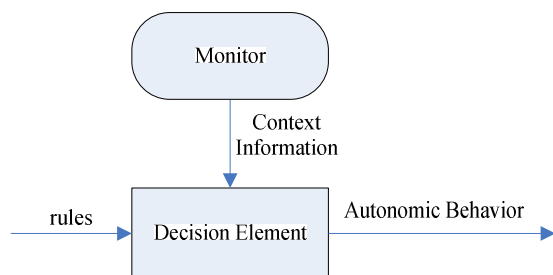 Monitor
Context
Information
rules
Decision Element
Autonomic Behavior